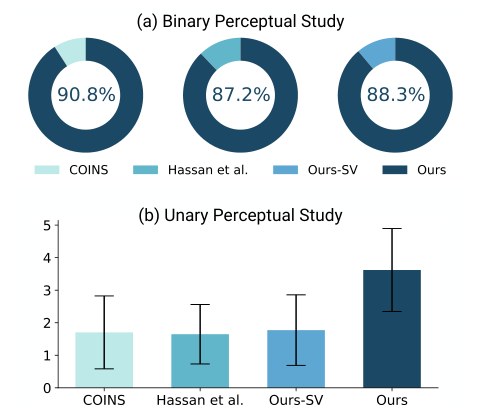 (a) Binary Perceptual Study
90.8% 87.2% 88.3%
COINS Hassan et al. Ours-SV Ours
(b) Unary Perceptual Study
5
4
3
2
1
0
COINS Hassan et al. Ours-SV Ours